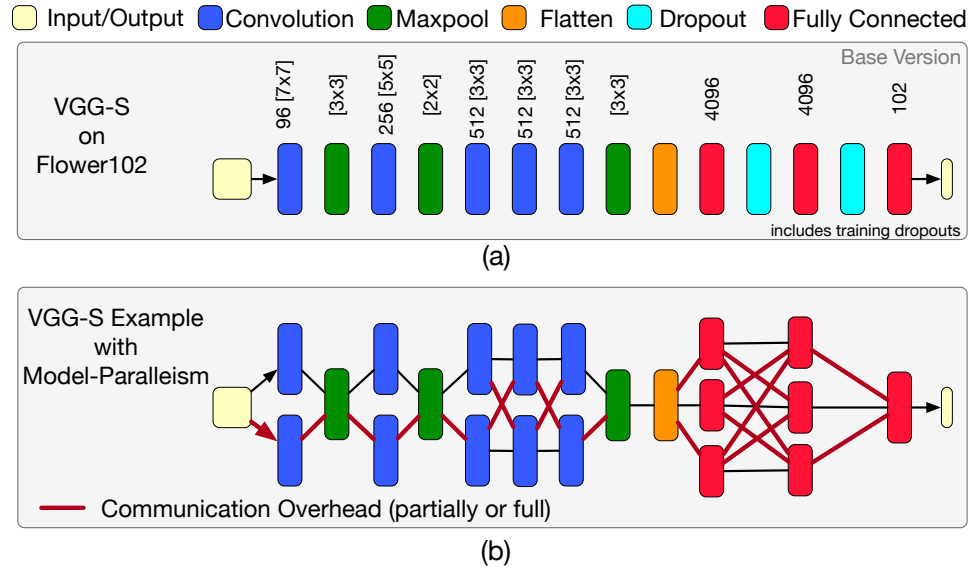 Input/Output Convolution Maxpool Flatten Dropout Fully Connected
Base Version
VGG-S
on
Flower102
96 [7x7]
[3x3]
256 [5x5]
[2x2]
512 [3x3]
512 [3x3]
512 [3x3]
[3x3]
4096
4096
102
includes training dropouts
(a)
VGG-S Example
with
Model-Paralleism
Communication Overhead (partially or full)
(b)